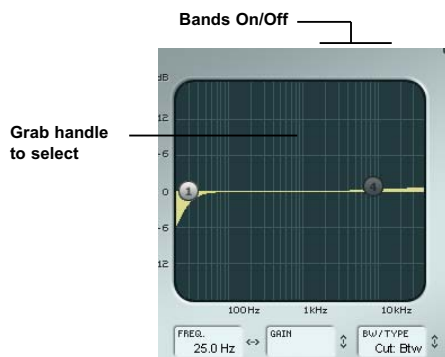 Bands On/Off
Grab handle
to select
dB
12
-6
0
-6
12
1
4
100Hz
1kHz
10kHz
FREQ.
25.0 Hz
GAIN
BW/TYPE
Cut: Btw